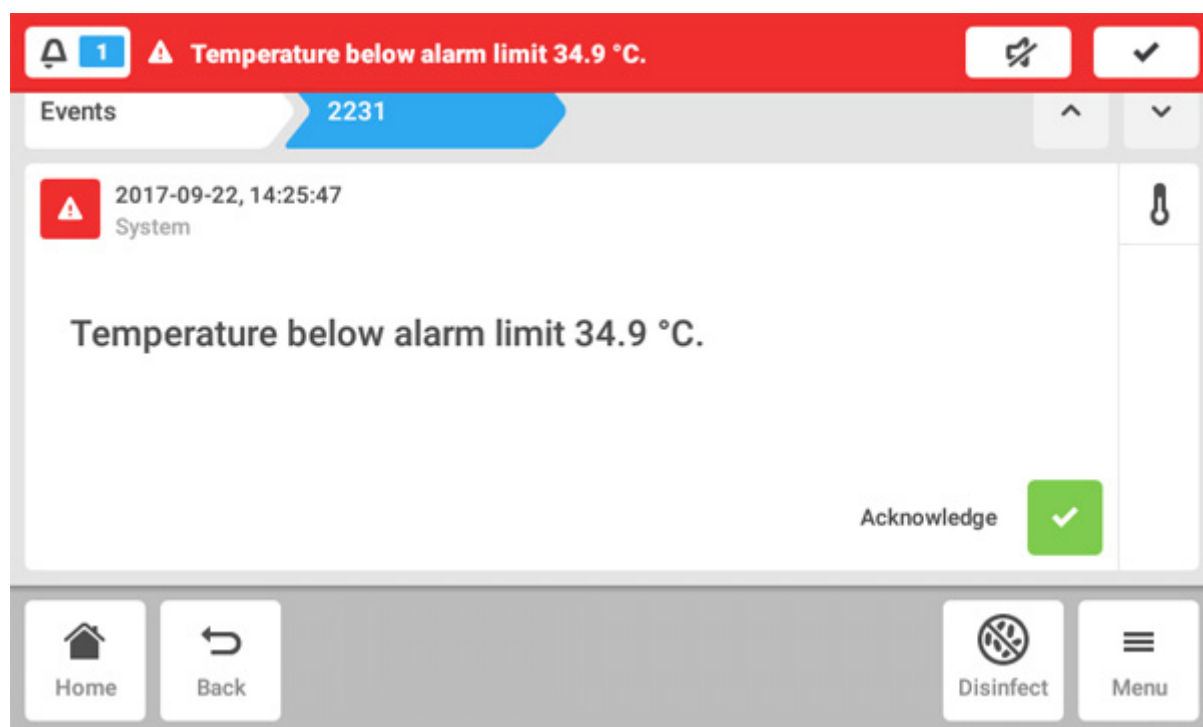 1
Temperature below alarm limit 34.9 °C.
Events
2231
2017-09-22, 14:25:47
System
Temperature below alarm limit 34.9 °C.
Acknowledge
Home
Back
Disinfect
Menu